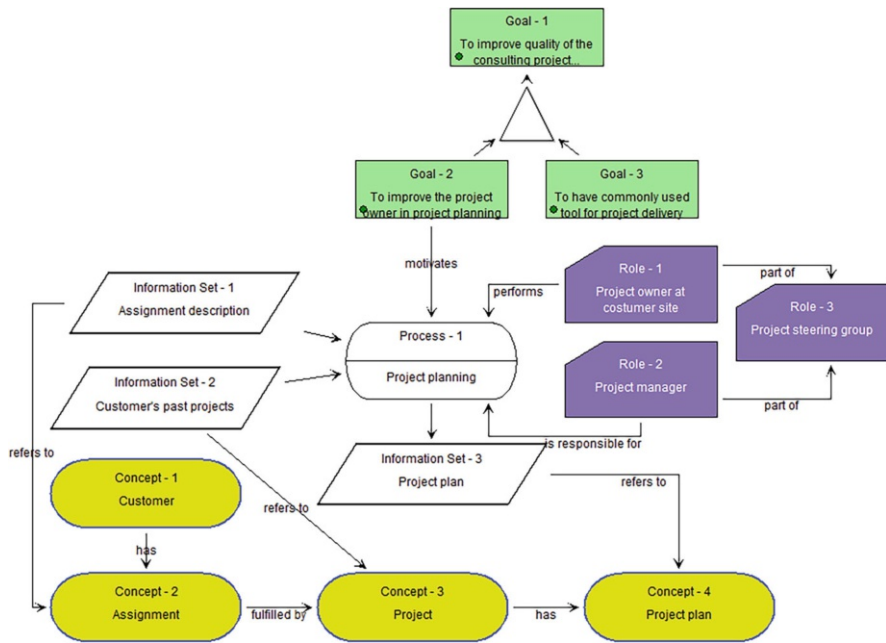 Goal - 1
To improve quality of the
consulting project...
Goal - 2
To improve the project
owner in project planning
Goal - 3
To have commonly used
tool for project delivery
motivates
Information Set - 1
Assignment description
performs
Role - 1
Project owner at
costumer site
part of
Role - 3
Project steering group
Process - 1
Project planning
Information Set - 2
Customer's past projects
Role - 2
Project manager
part of
is responsible for
refers to
Information Set - 3
Project plan
refers to
Concept - 1
Customer
refers to
has
Concept - 2
Assignment
fulfilled by
Concept - 3
Project
has
Concept - 4
Project plan